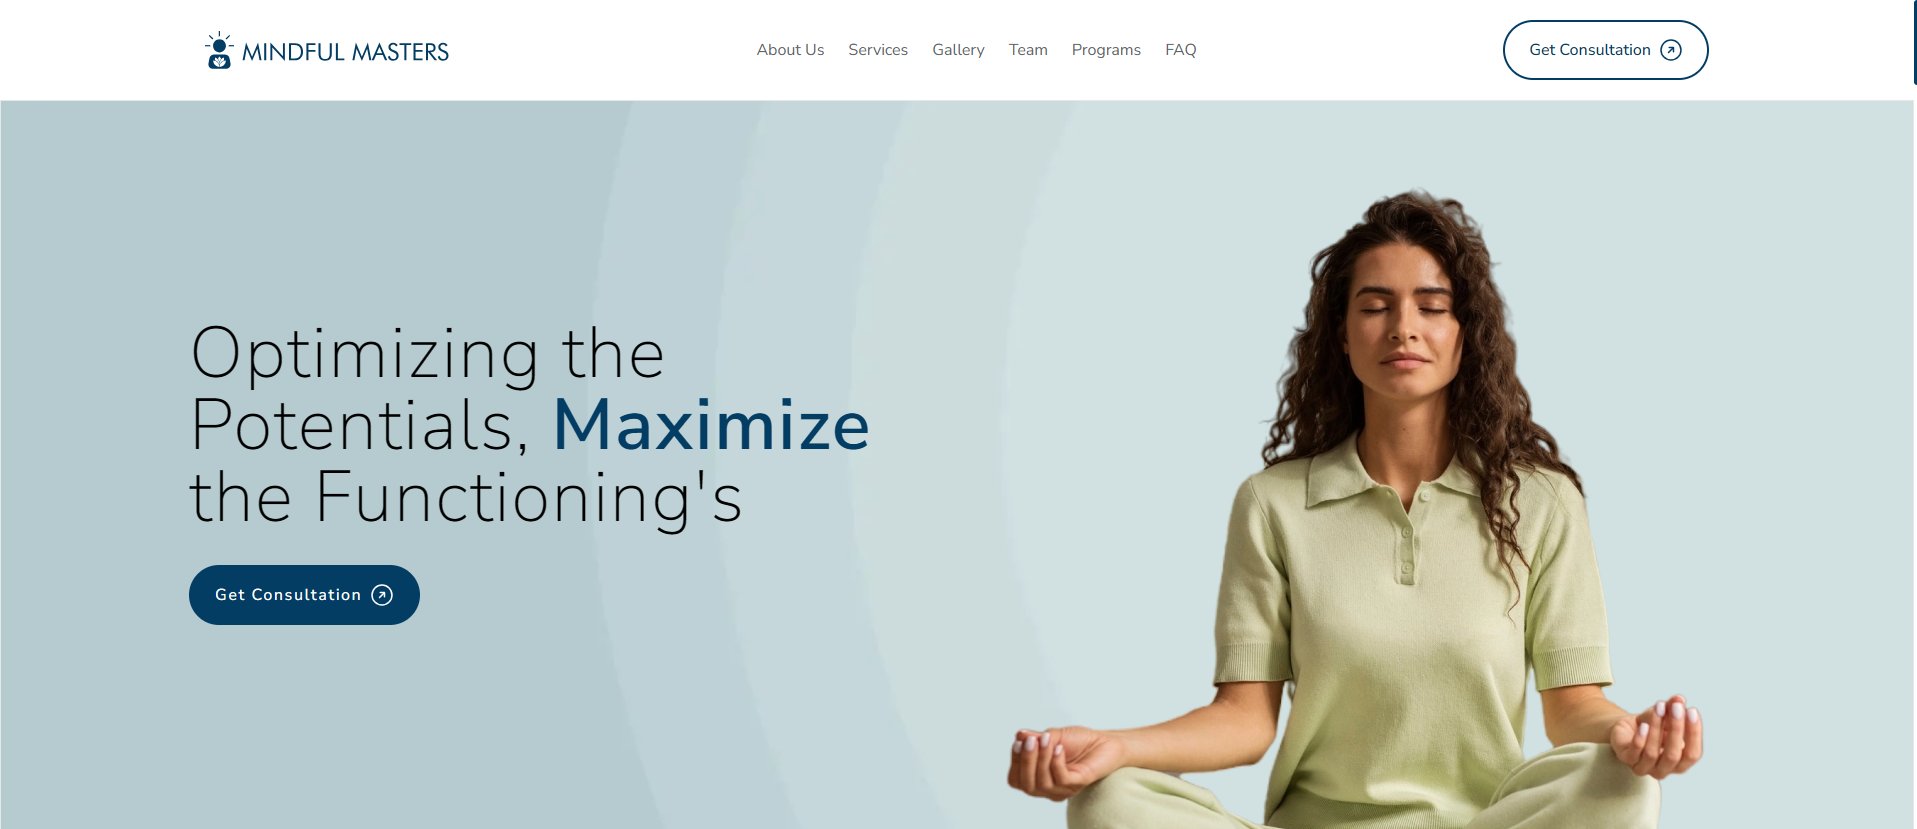 MINDFUL MASTERS
About Us
Services
Gallery
Team
Programs
FAQ
Get Consultation
Optimizing the
Potentials, Maximize
the Functioning's
Get Consultation